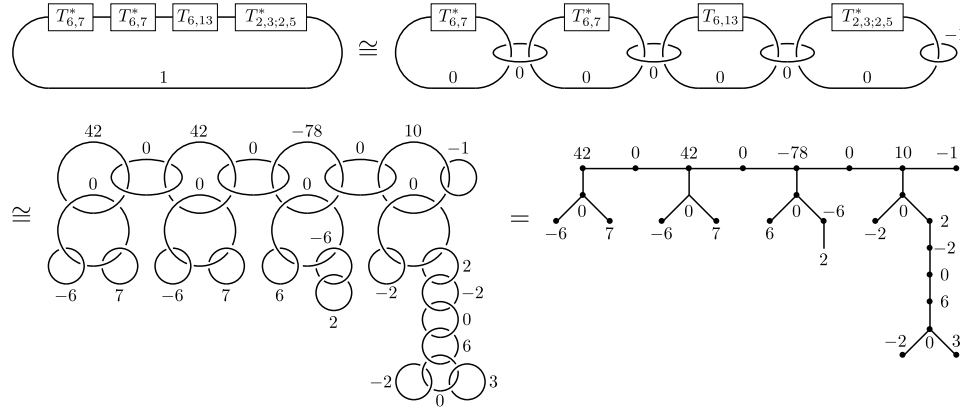 T*6,7 T*6,7 T6,13 T*2,3;2,5 ≅ T*6,7 T*6,7 T6,13 T*2,3;2,5 −1
1 0 0 0 0 0 0 0
42 42 −78 10 −1
0 0 0
0 0 0 0
≅
−6 7 −6 7 6 −6 2 −2 2 −2 0 6 −2 0 3
=
42 0 42 0 −78 0 10 −1
0 0 0 0
−6 7 −6 7 6 −6 2 −2 2
−2
0
6
−2 0 3